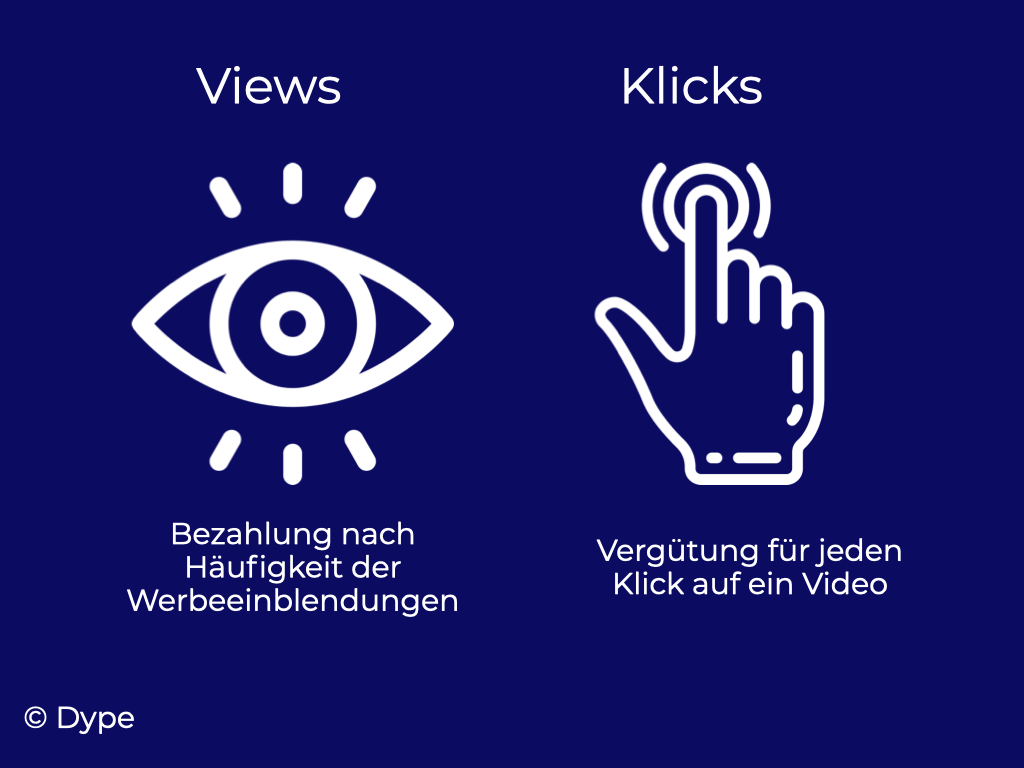 Views
Bezahlung nach
Häufigkeit der
Werbeeinblendungen
Klicks
Vergütung für jeden
Klick auf ein Video
© Dype